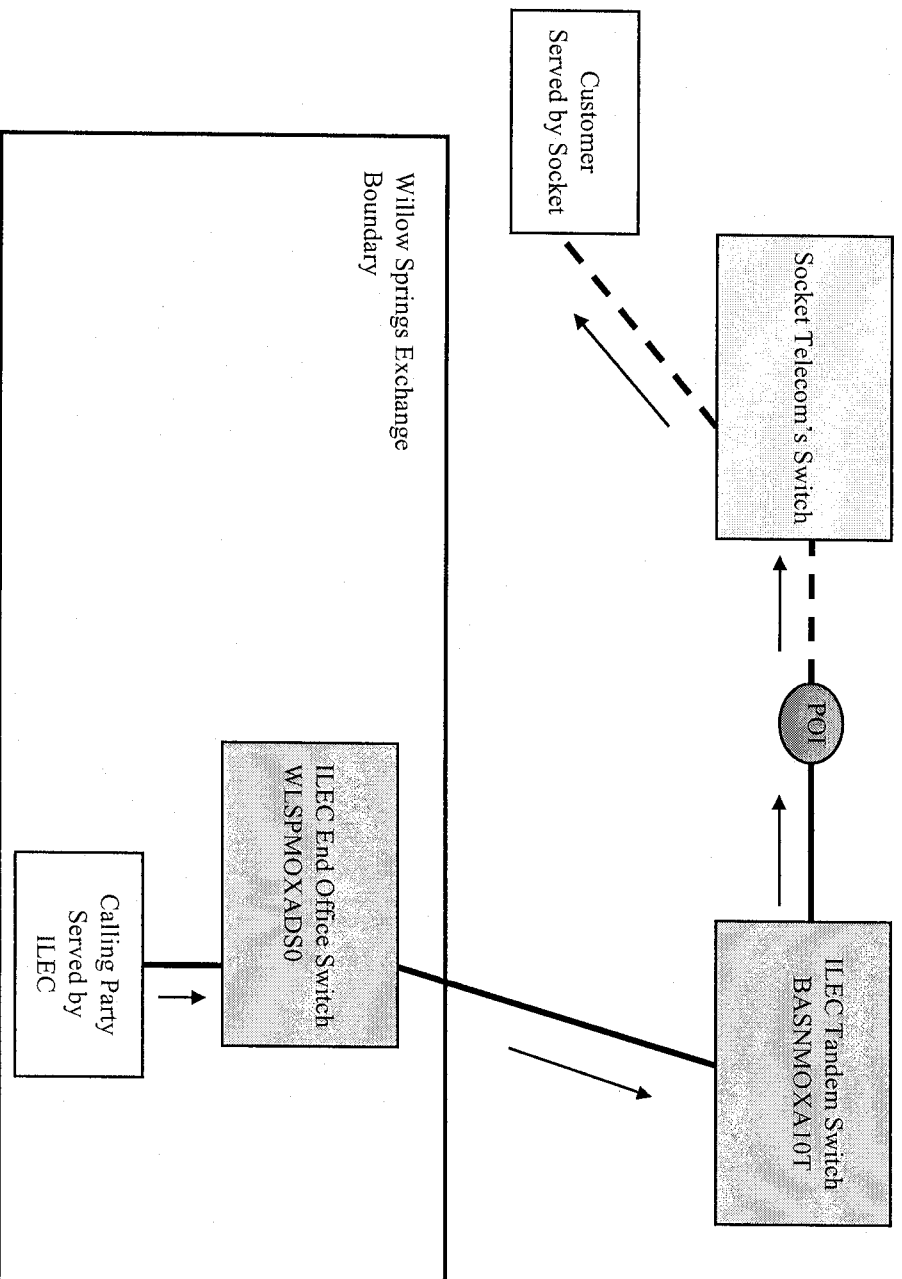 Socket Telecom's Switch
POI
ILEC Tandem Switch
BASNMOXA10T
Customer
Served by Socket
Willow Springs Exchange
Boundary
ILEC End Office Switch
WLSPMOXADS0
Calling Party
Served by
ILEC